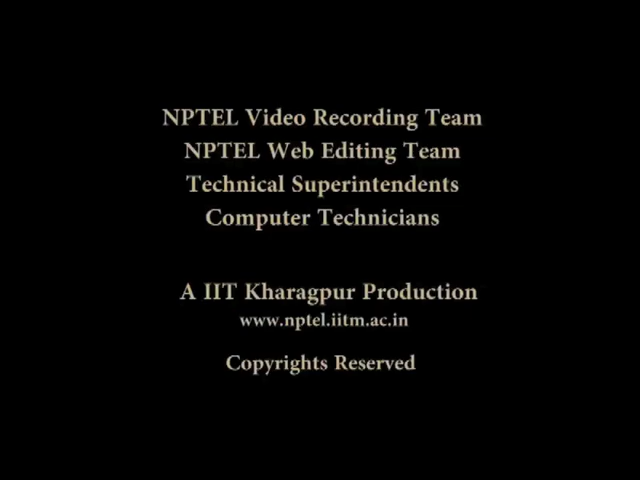 NPTEL Video Recording Team
NPTEL Web Editing Team
Technical Superintendents
Computer Technicians
A IIT Kharagpur Production
www.nptel.iitm.ac.in
Copyrights Reserved